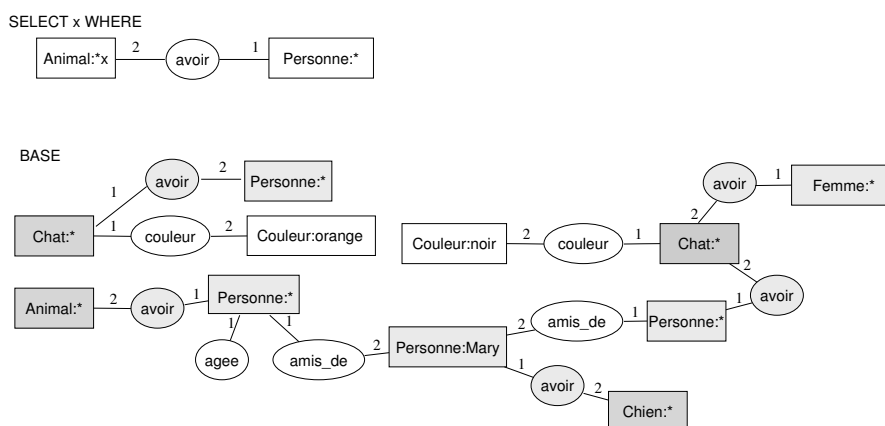 SELECT x WHERE
Animal:*x 2 avoir 1 Personne:*
BASE
avoir 2 Personne:*
1
Chat:* 1 couleur 2 Couleur:orange
avoir 1 Femme:*
2
Couleur:noir 2 couleur 1 Chat:*
2
Animal:* 2 avoir 1 Personne:*
1 1
agee amis_de 2 Personne:Mary
2 amis_de 1 Personne:* 1 avoir
1
avoir 2 Chien:*